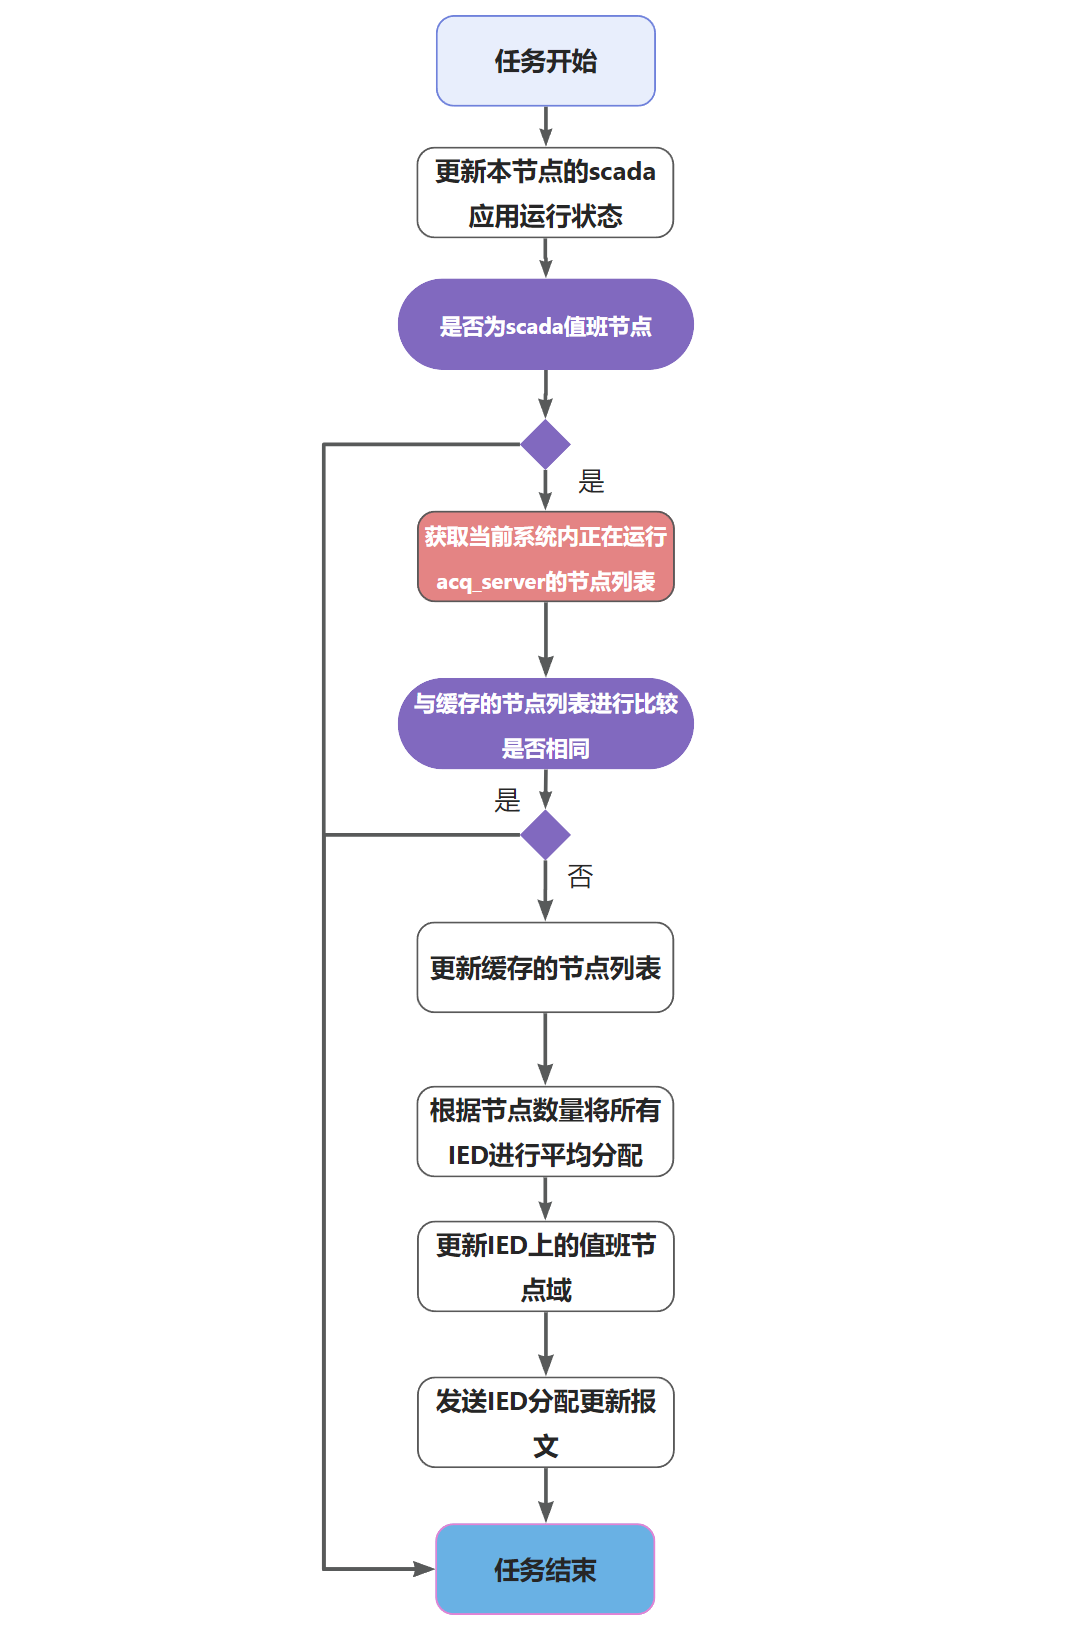 任务开始
更新本节点的scada
应用运行状态
是否为scada值班节点
是
获取当前系统内正在运行
acq_server的节点列表
与缓存的节点列表进行比较
是否相同
是
否
更新缓存的节点列表
根据节点数量将所有
IED进行平均分配
更新IED上的值班节
点域
发送IED分配更新报
文
任务结束